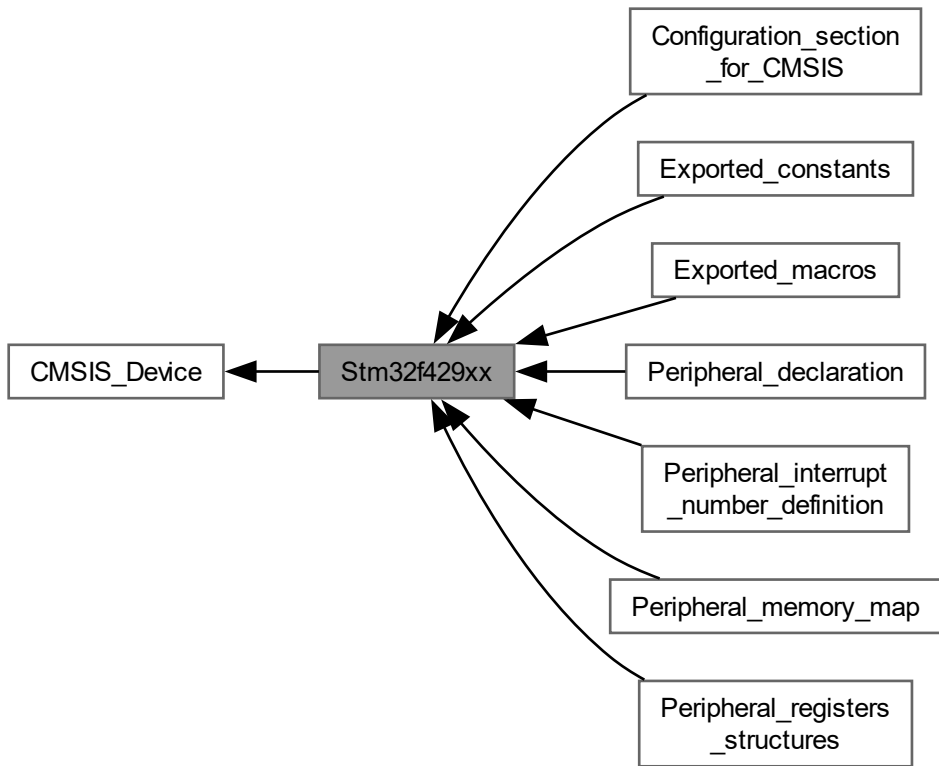 Configuration_section
_for_CMSIS
Exported_constants
Exported_macros
CMSIS_Device
Stm32f429xx
Peripheral_declaration
Peripheral_interrupt
_number_definition
Peripheral_memory_map
Peripheral_registers
_structures